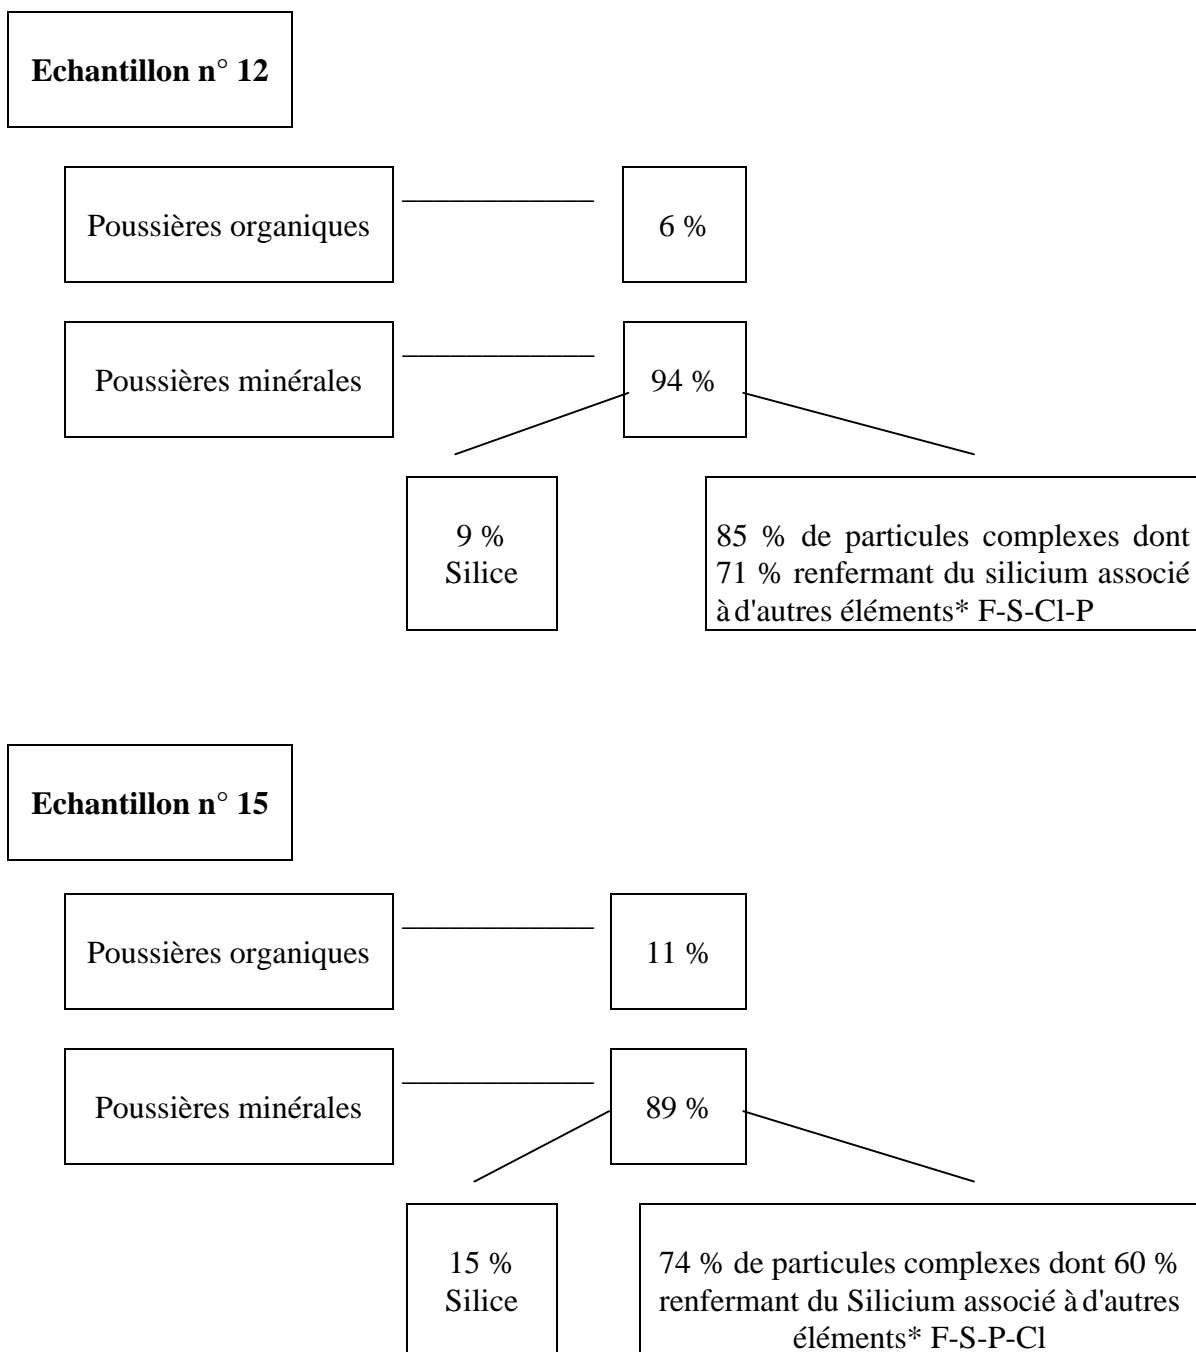 Echantillon n° 12
Poussières organiques
6 %
Poussières minérales
94 %
9 %
Silice
85 % de particules complexes dont
71 % renfermant du silicium associé
à d'autres éléments* F-S-Cl-P
Echantillon n° 15
Poussières organiques
11 %
Poussières minérales
89 %
15 %
Silice
74 % de particules complexes dont 60 %
renfermant du Silicium associé à d'autres
éléments* F-S-P-Cl